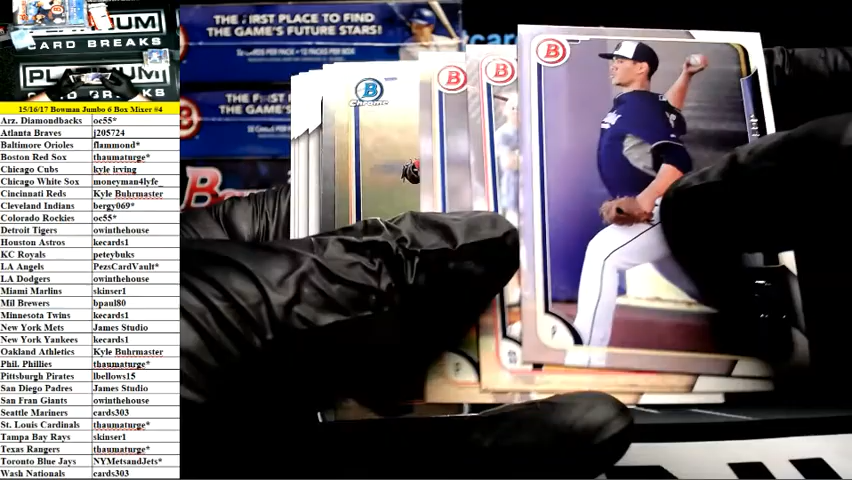 PLATINUM
CARD BREAKS
PLATINUM
CARD BREAKS
15/16/17 Bowman Jumbo 6 Box Mixer #4
Arz. Diamondbacks oc55*
Atlanta Braves j205724
Baltimore Orioles flammond*
Boston Red Sox thaumaturge*
Chicago Cubs kyle irving
Chicago White Sox moneyman4lyfe_
Cincinnati Reds Kyle Buhrmaster
Cleveland Indians bergy069*
Colorado Rockies oc55*
Detroit Tigers owinthehouse
Houston Astros kecards1
KC Royals peteybuks
LA Angels PezsCardVault*
LA Dodgers owinthehouse
Miami Marlins skinser1
Mil Brewers bpaul80
Minnesota Twins kecards1
New York Mets James Studio
New York Yankees kecards1
Oakland Athletics Kyle Buhrmaster
Phil. Phillies thaumaturge*
Pittsburgh Pirates lbellows15
San Diego Padres James Studio
San Fran Giants owinthehouse
Seattle Mariners cards303
St. Louis Cardinals thaumaturge*
Tampa Bay Rays skinser1
Texas Rangers thaumaturge*
Toronto Blue Jays NYMetsandJets*
Wash Nationals cards303
THE FIRST PLACE TO FIND
THE GAME'S FUTURE STARS!
B
Chrome
B
B
B